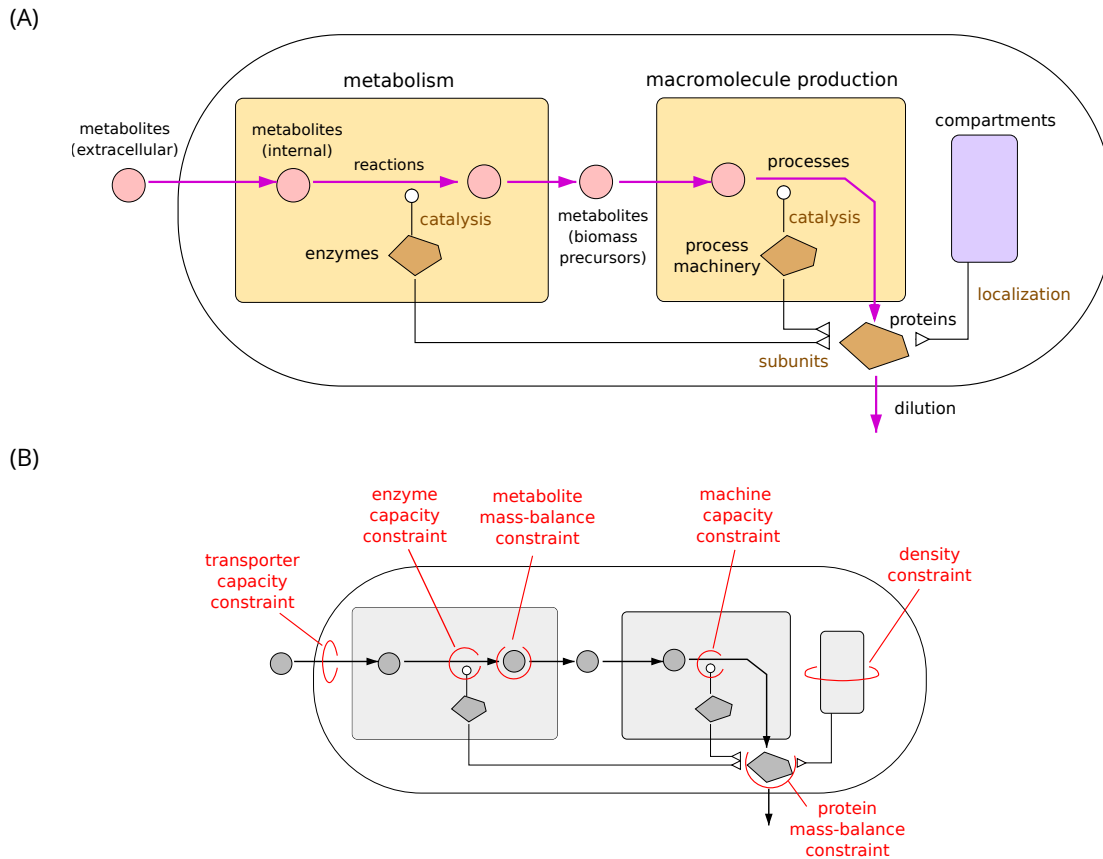 (A)
metabolism
macromolecule production
metabolites
(extracellular)
metabolites
(internal)
reactions
catalysis
enzymes
metabolites
(biomass
precursors)
processes
catalysis
process
machinery
compartments
localization
proteins
subunits
dilution
(B)
enzyme
capacity
constraint
metabolite
mass-balance
constraint
machine
capacity
constraint
transporter
capacity
constraint
density
constraint
protein
mass-balance
constraint